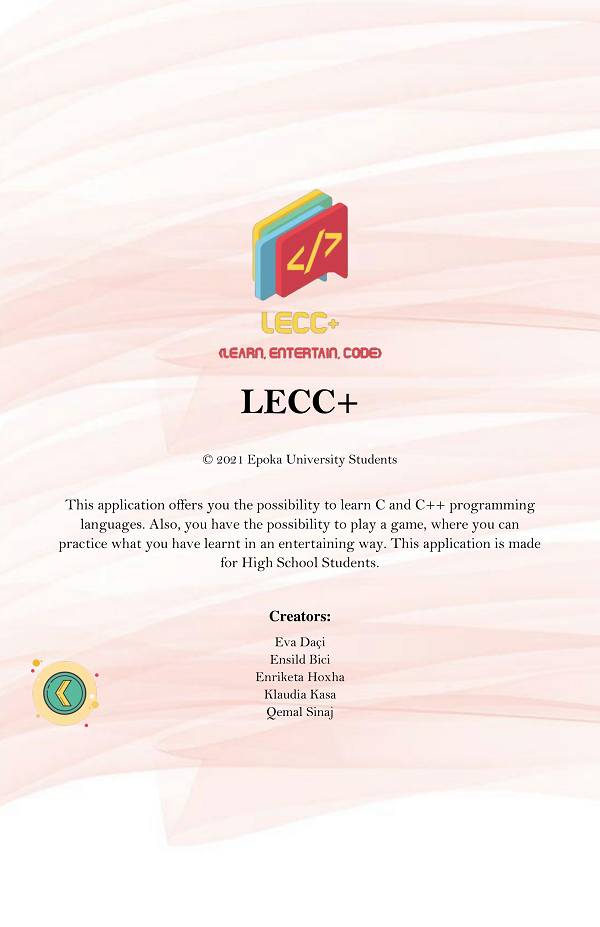 </>
LECC+
<LEARN, ENTERTAIN, CODE>
LECC+
© 2021 Epoka University Students
This application offers you the possibility to learn C and C++ programming
languages. Also, you have the possibility to play a game, where you can
practice what you have learnt in an entertaining way. This application is made
for High School Students.
Creators:
Eva Daçi
Ensild Bici
Enriketa Hoxha
Klaudia Kasa
Qemal Sinaj